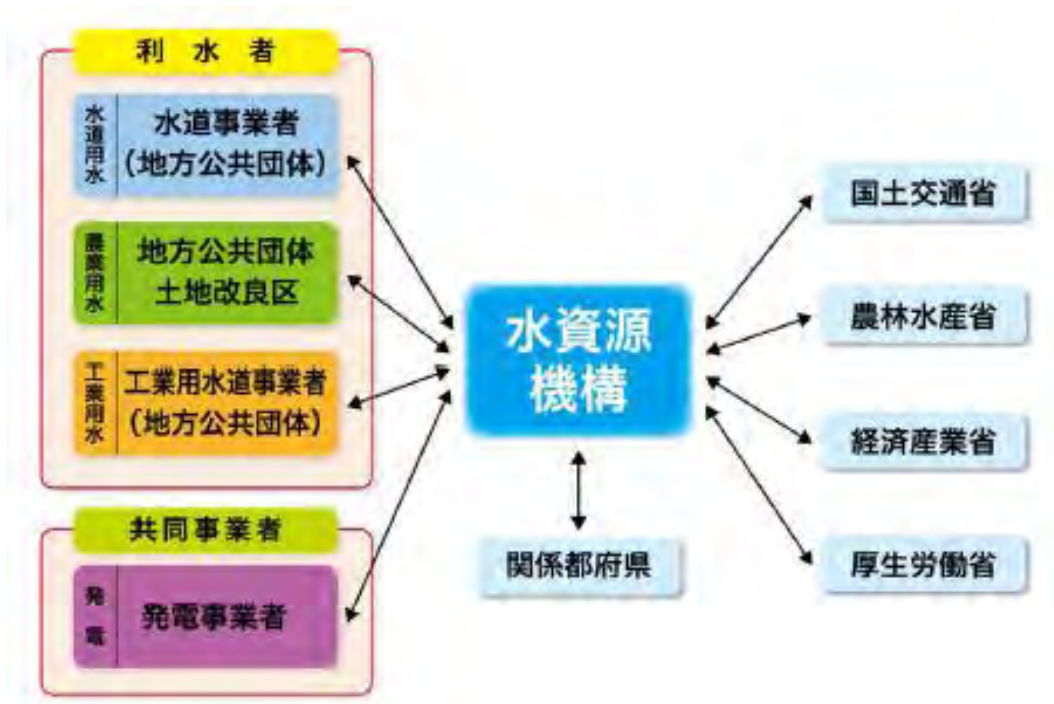 利水者
水道用水
水道事業者
（地方公共団体）
農業用水
地方公共団体
土地改良区
工業用水
工業用水道事業者
（地方公共団体）
共同事業者
発電
発電事業者
水資源
機構
関係都府県
国土交通省
農林水産省
経済産業省
厚生労働省